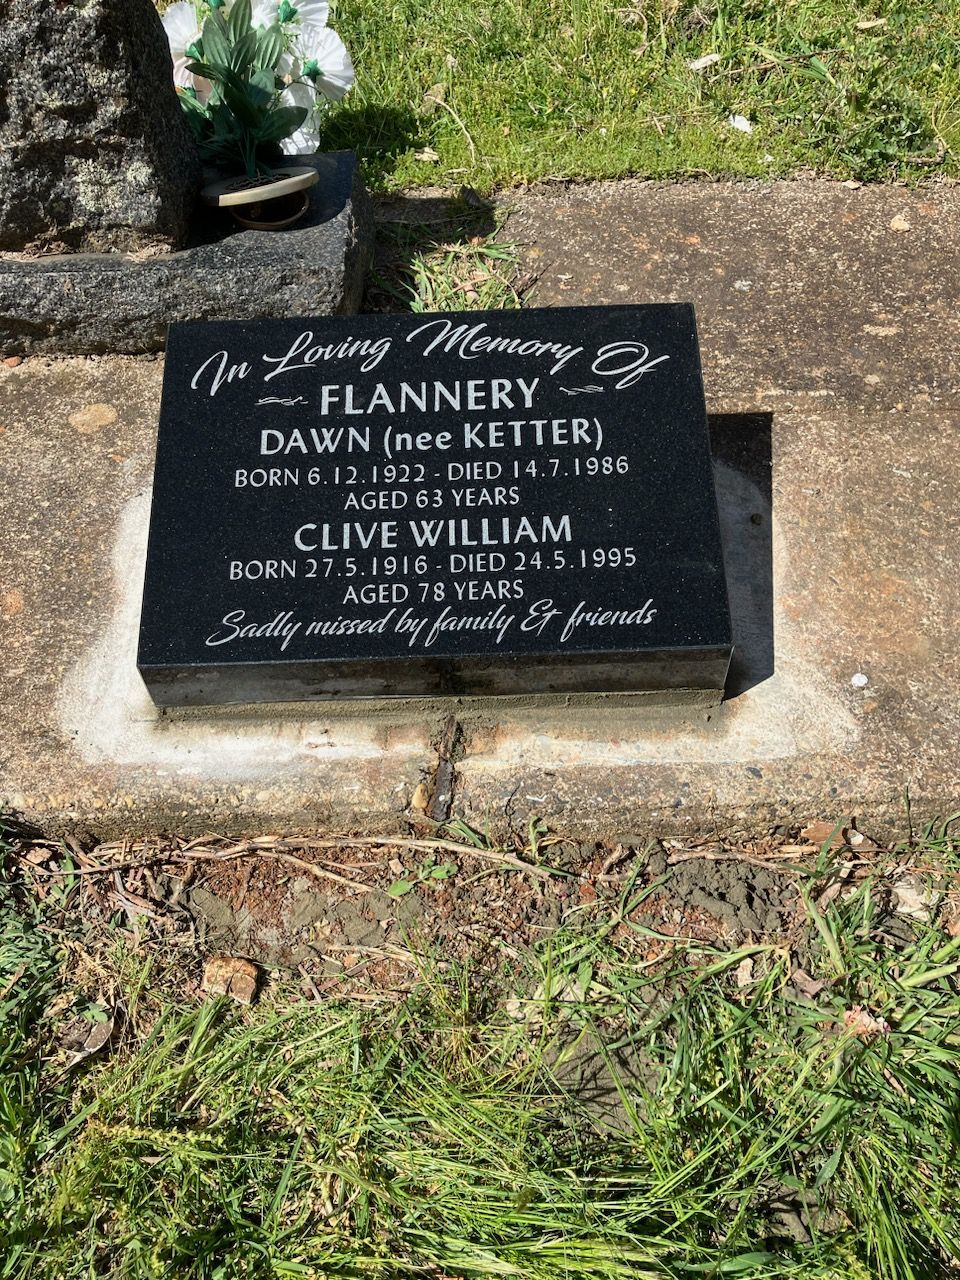 In Loving Memory Of
FLANNERY
DAWN (nee KETTER)
BORN 6.12.1922 - DIED 14.7.1986
AGED 63 YEARS
CLIVE WILLIAM
BORN 27.5.1916 - DIED 24.5.1995
AGED 78 YEARS
Sadly missed by family & friends